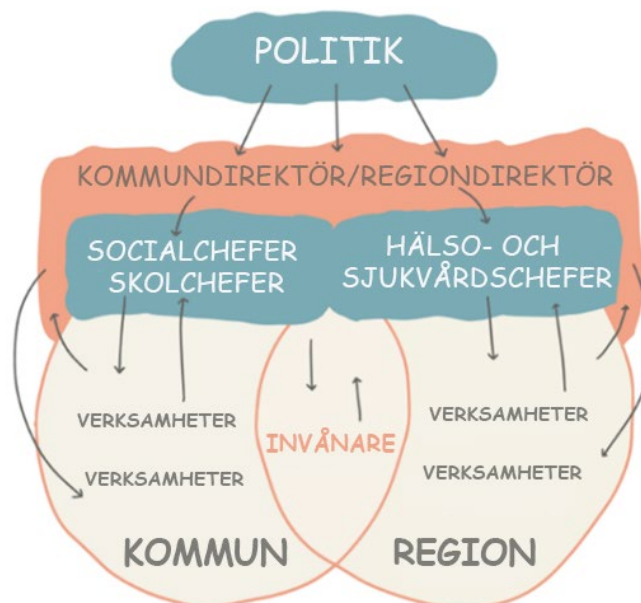 POLITIK
KOMMUNDIREKTÖR/REGIONDIREKTÖR
SOCIALCHEFER
SKOLCHEFER
HÄLSO- OCH
SJUKVÅRDSCHEFER
VERKSAMHETER
VERKSAMHETER
INVÅNARE
VERKSAMHETER
VERKSAMHETER
KOMMUN
REGION